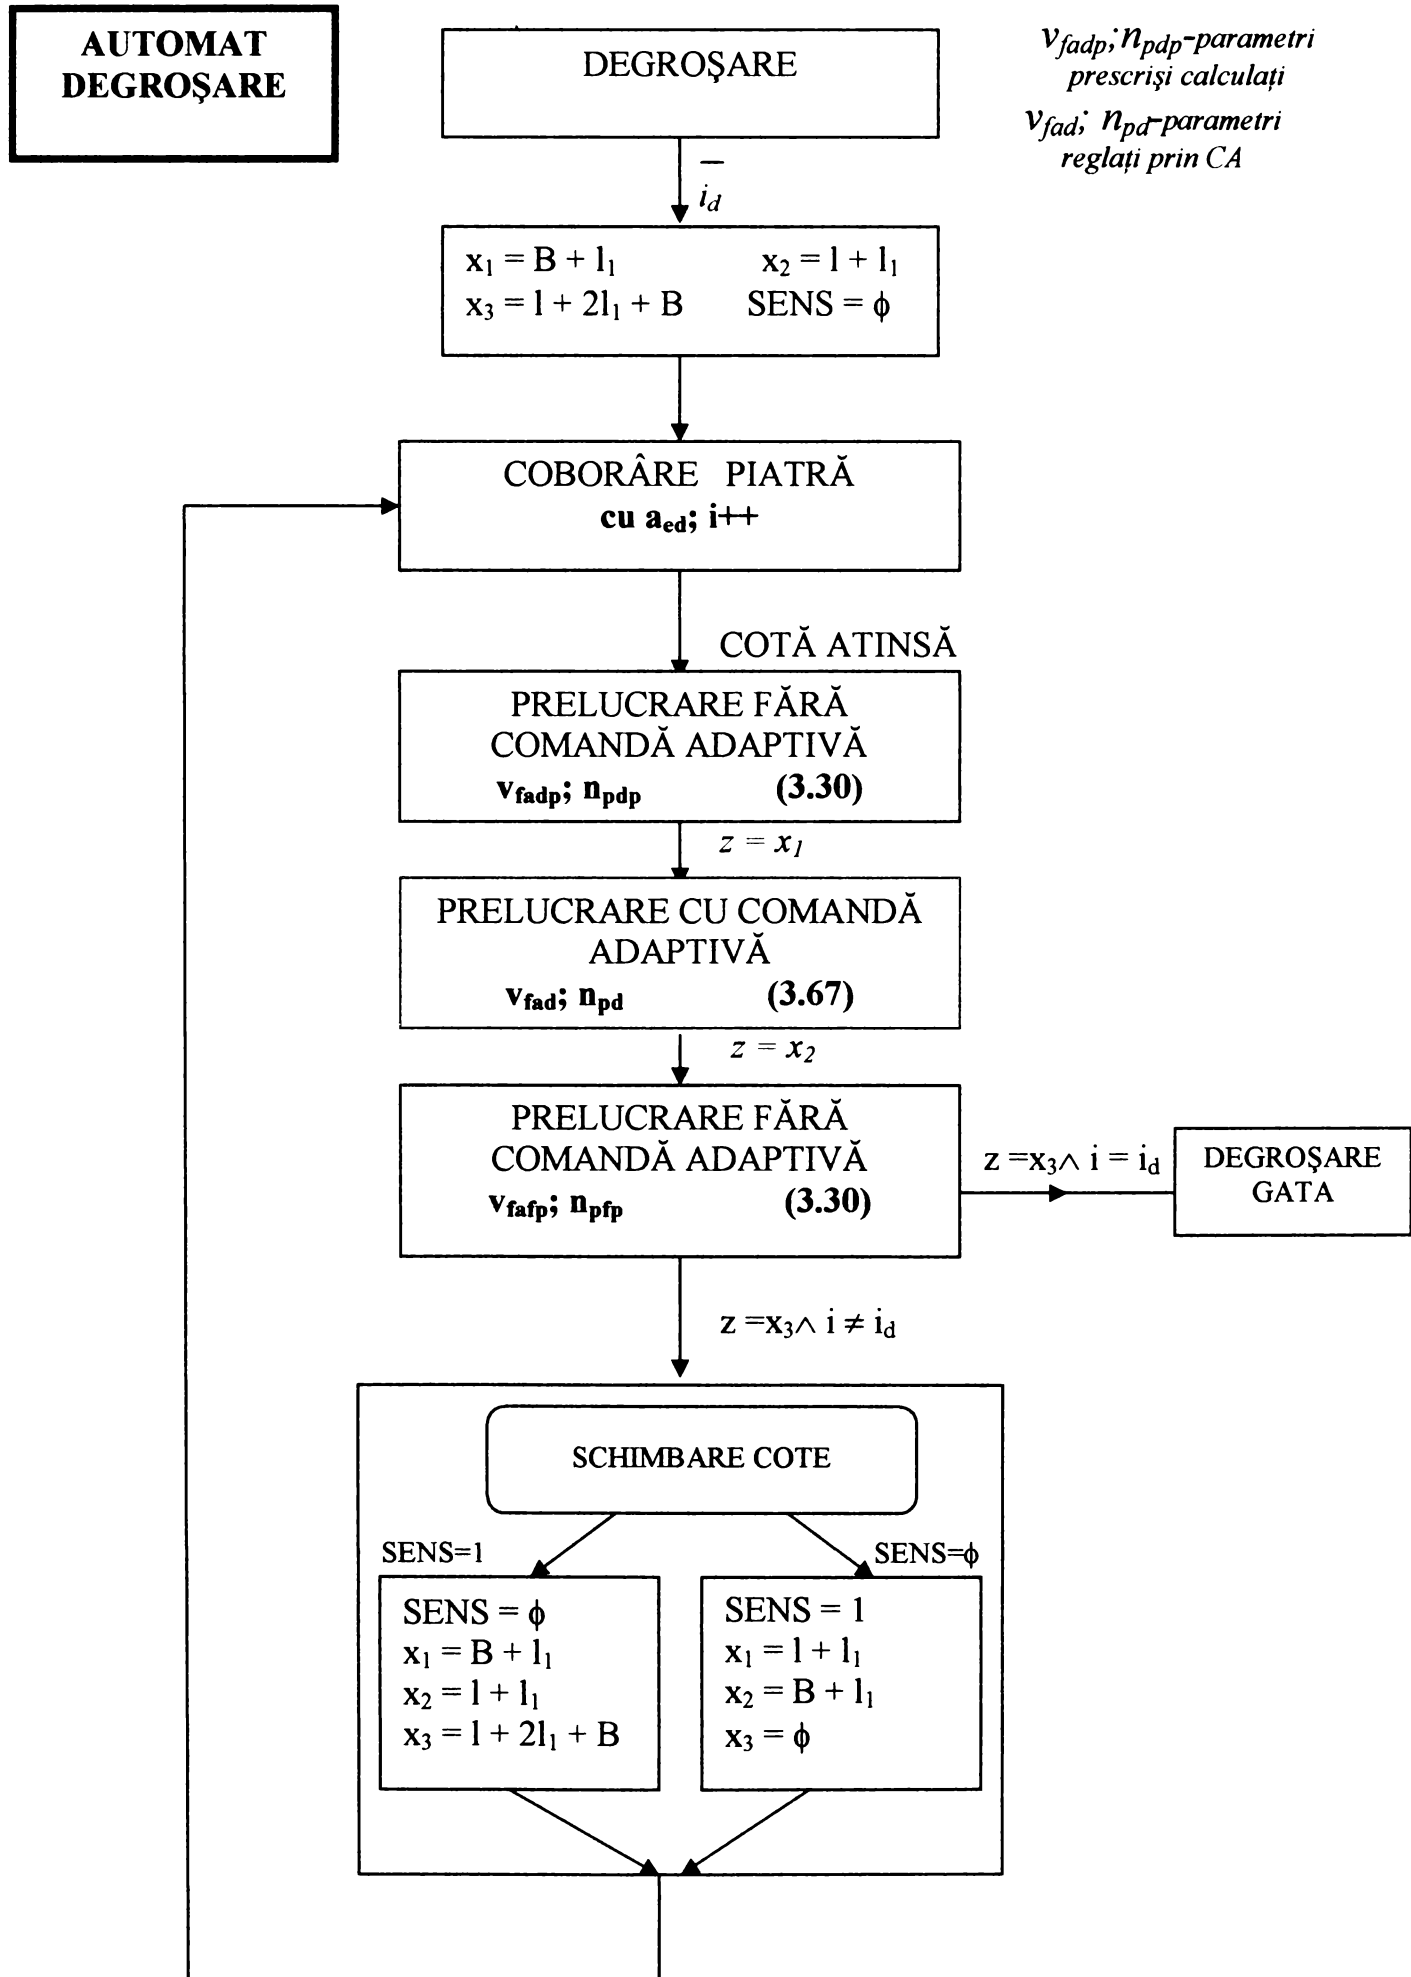 AUTOMAT
DEGROŞARE
DEGROŞARE
v_fadp; n_pdp-parametri
prescrişi calculaţi
v_fad; n_pd-parametri
reglaţi prin CA
i_d
x₁ = B + l₁ x₂ = l + l₁
x₃ = l + 2l₁ + B SENS = ϕ
COBORÂRE PIATRĂ
cu a_ed; i++
COTĂ ATINSĂ
PRELUCRARE FĂRĂ
COMANDĂ ADAPTIVĂ
v_fadp; n_pdp (3.30)
z = x₁
PRELUCRARE CU COMANDĂ
ADAPTIVĂ
v_fad; n_pd (3.67)
z = x₂
PRELUCRARE FĂRĂ
COMANDĂ ADAPTIVĂ
v_fafp; n_pfp (3.30)
z =x₃∧ i = i_d
DEGROŞARE
GATA
z =x₃∧ i ≠ i_d
SCHIMBARE COTE
SENS=1
SENS=ϕ
SENS = ϕ
x₁ = B + l₁
x₂ = l + l₁
x₃ = l + 2l₁ + B
SENS = 1
x₁ = l + l₁
x₂ = B + l₁
x₃ = ϕ